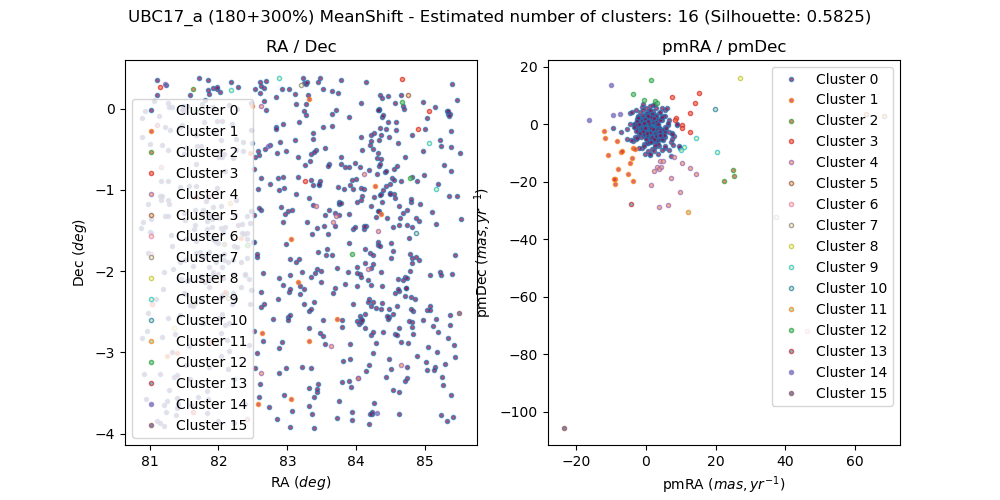 UBC17_a (180+300%) MeanShift - Estimated number of clusters: 16 (Silhouette: 0.5825)
RA / Dec
0
−1
−2
−3
−4
Dec (deg)
81 82 83 84 85
RA (deg)
Cluster 0
Cluster 1
Cluster 2
Cluster 3
Cluster 4
Cluster 5
Cluster 6
Cluster 7
Cluster 8
Cluster 9
Cluster 10
Cluster 11
Cluster 12
Cluster 13
Cluster 14
Cluster 15
pmRA / pmDec
20
0
−20
−40
−60
−80
−100
pmDec (mas, yr⁻¹)
−20 0 20 40 60
pmRA (mas, yr⁻¹)
Cluster 0
Cluster 1
Cluster 2
Cluster 3
Cluster 4
Cluster 5
Cluster 6
Cluster 7
Cluster 8
Cluster 9
Cluster 10
Cluster 11
Cluster 12
Cluster 13
Cluster 14
Cluster 15